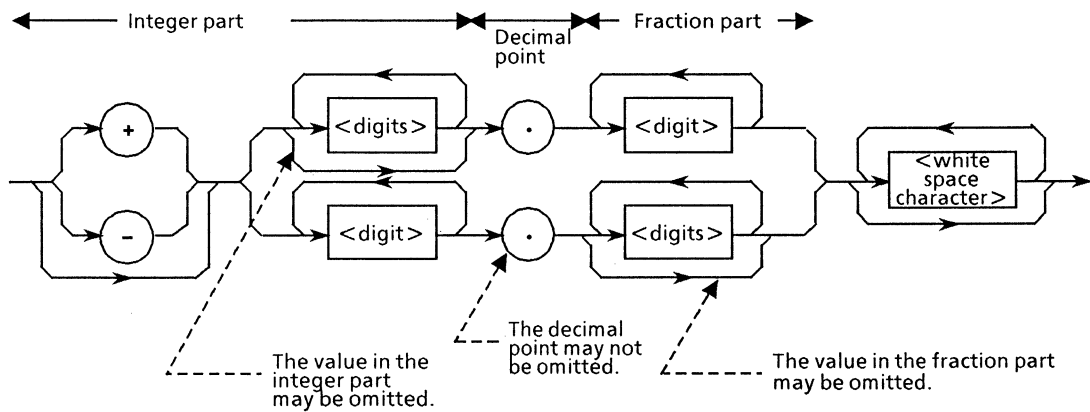 Integer part
Decimal
point
Fraction part
<digits>
<digit>
+
.
-
<digit>
.
<digits>
<white
space
character>
The value in the
integer part
may be omitted.
The decimal
point may not
be omitted.
The value in the fraction part
may be omitted.